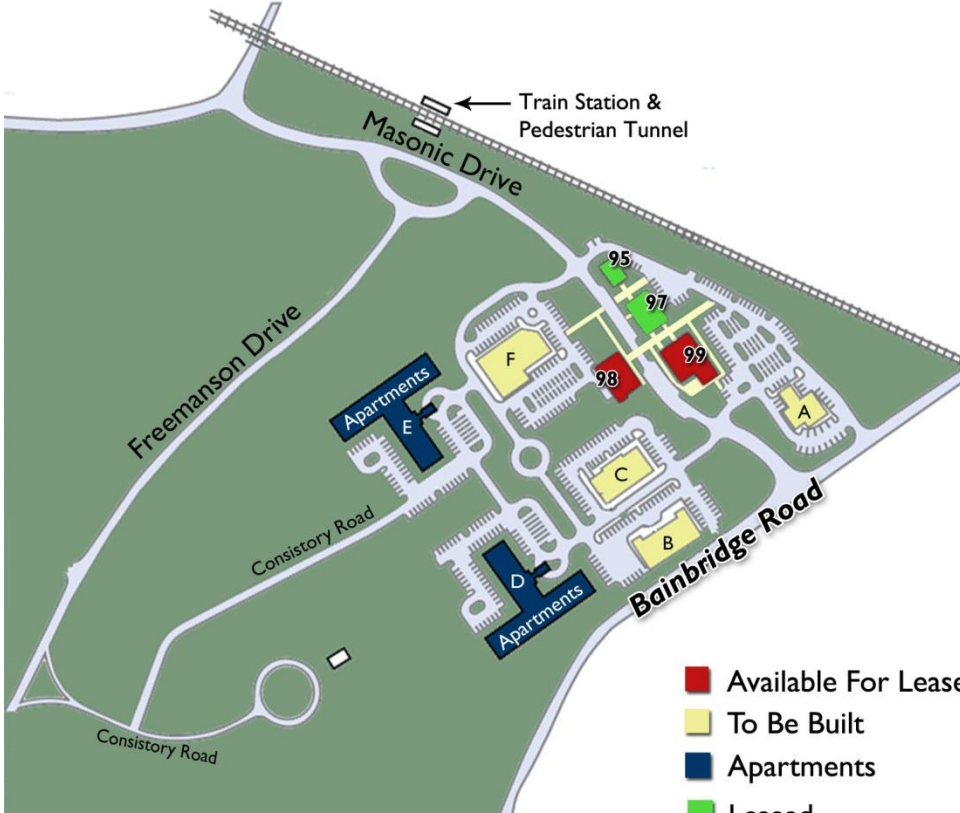 Train Station &
Pedestrian Tunnel
Masonic Drive
95
97
99
98
F
A
Apartments
E
C
Freemanson Drive
B
Bainbridge Road
Consistory Road
D
Apartments
Available For Lease
To Be Built
Apartments
Leased
Consistory Road